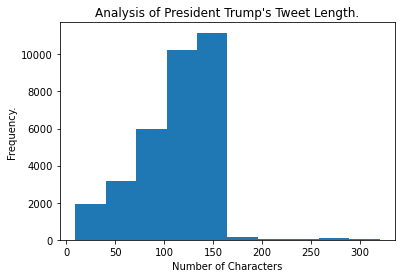 Analysis of President Trump's Tweet Length.
10000
8000
6000
4000
2000
0
Frequency.
0 50 100 150 200 250 300
Number of Characters